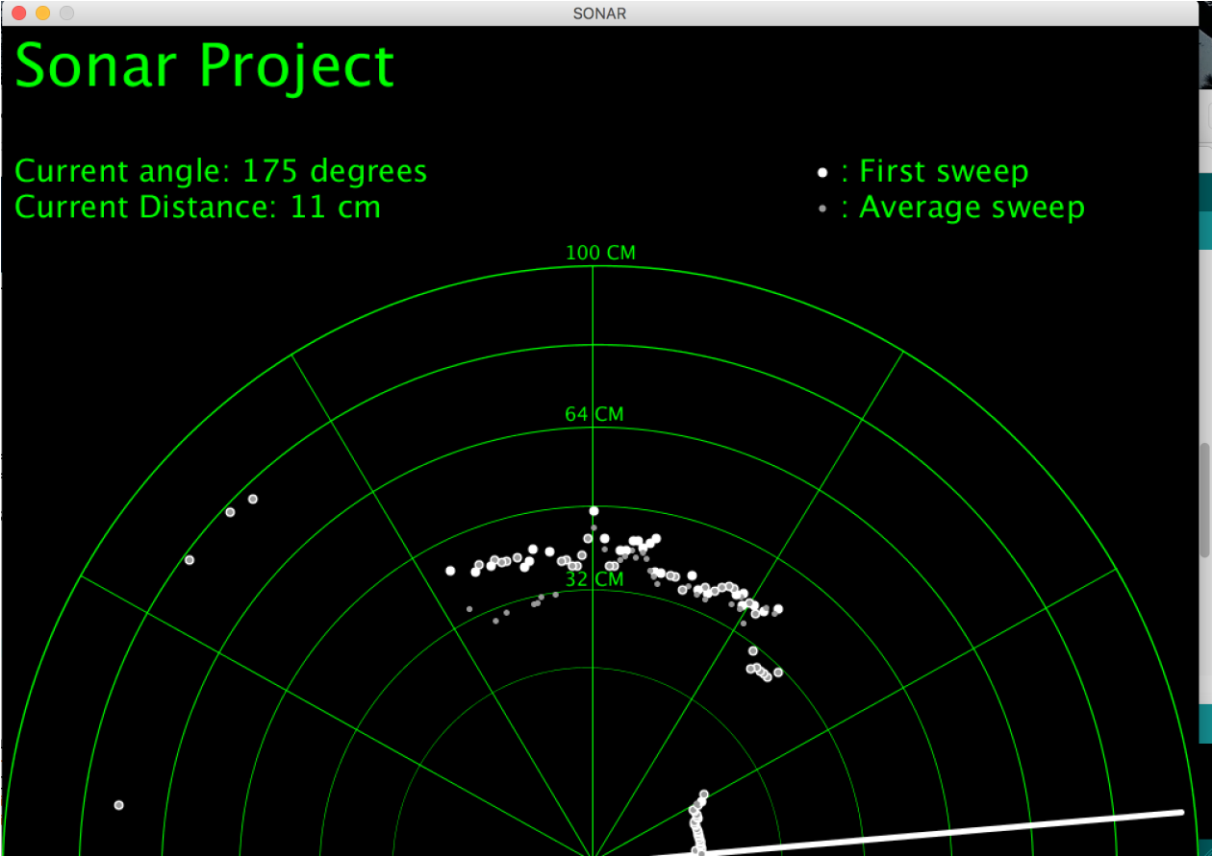 SONAR
Sonar Project
Current angle: 175 degrees
Current Distance: 11 cm
: First sweep
: Average sweep
100 CM
64 CM
32 CM